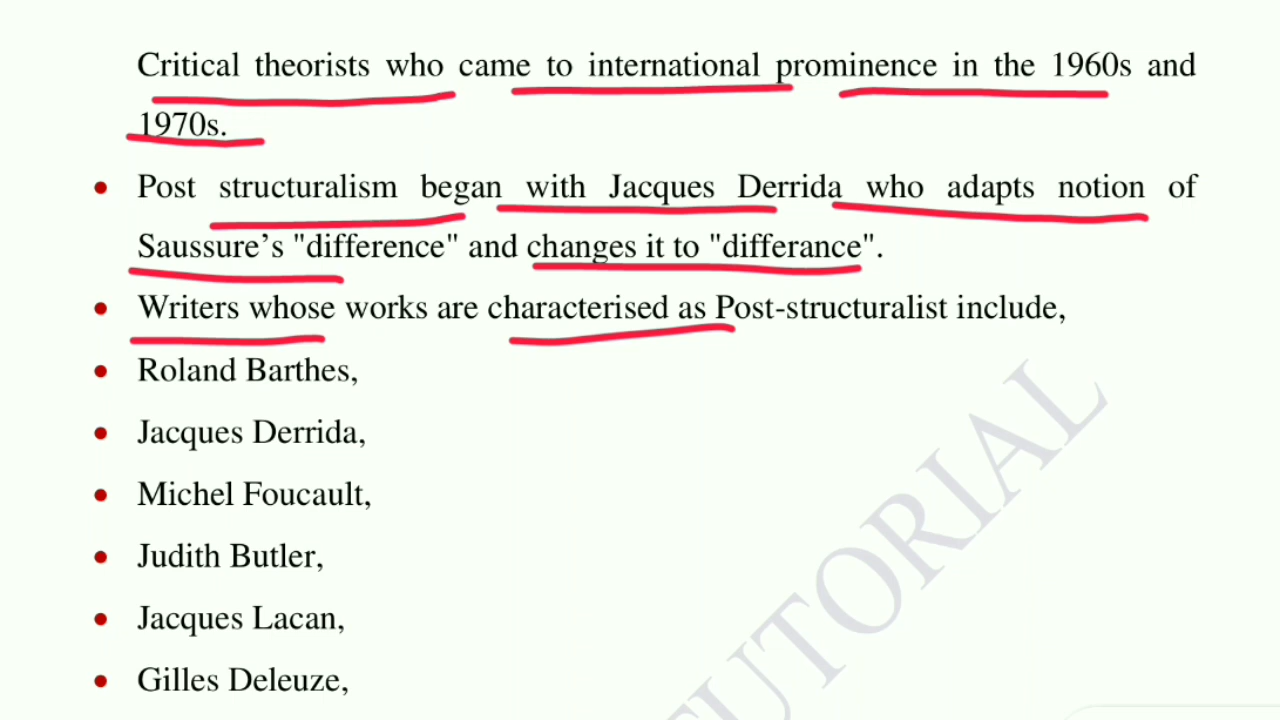 Critical theorists who came to international prominence in the 1960s and
1970s.
• Post structuralism began with Jacques Derrida who adapts notion of
Saussure’s "difference" and changes it to "differance".
• Writers whose works are characterised as Post-structuralist include,
• Roland Barthes,
• Jacques Derrida,
• Michel Foucault,
• Judith Butler,
• Jacques Lacan,
• Gilles Deleuze,
TUTORIAL